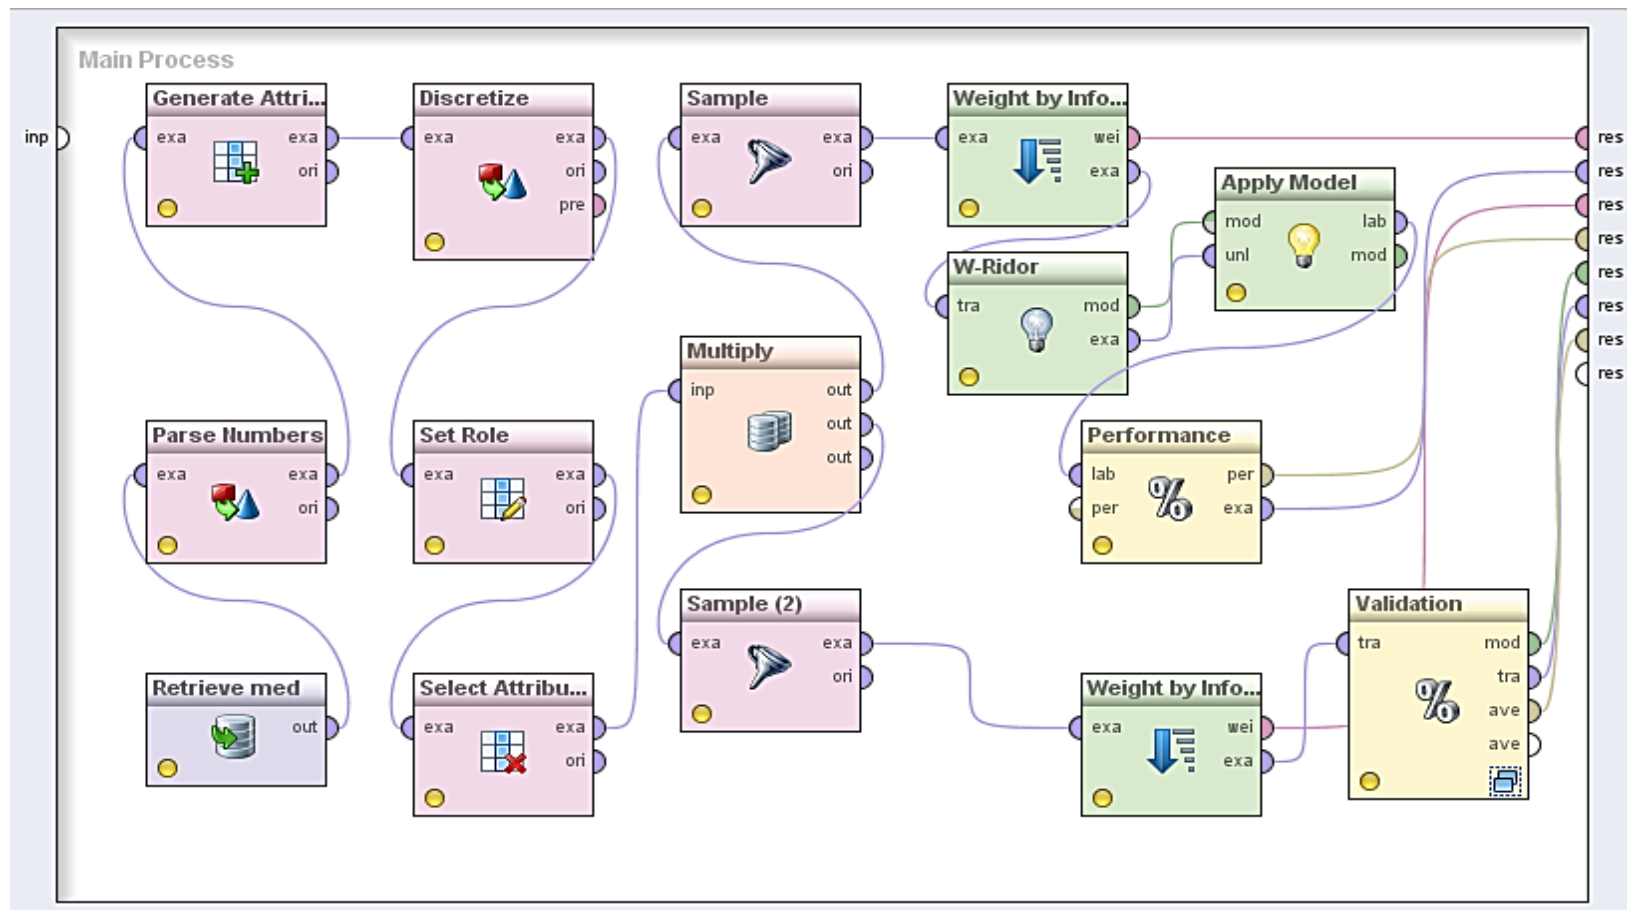 Main Process
inp
Generate Attri...
exa exa
ori
Discretize
exa exa
ori
pre
Sample
exa exa
ori
Weight by Info...
exa wei
exa
Apply Model
mod lab
unl mod
W-Ridor
tra mod
exa
res
res
res
res
res
res
res
res
Multiply
inp out
out
out
Parse Numbers
exa exa
ori
Set Role
exa exa
ori
Performance
lab per
per exa
Sample (2)
exa exa
ori
Validation
tra mod
tra
ave
ave
Retrieve med
out
Select Attribu...
exa exa
ori
Weight by Info...
exa wei
exa